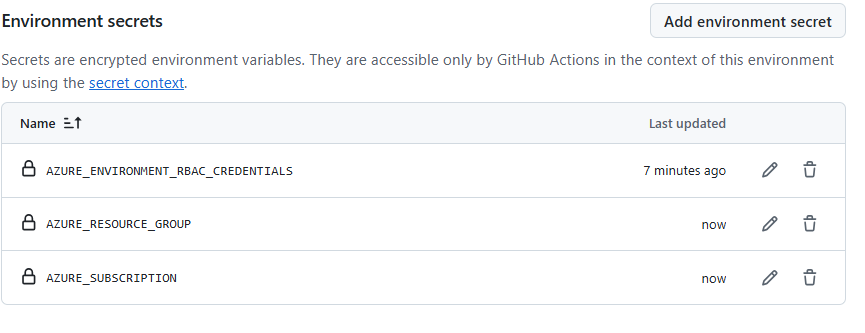 Environment secrets
Add environment secret
Secrets are encrypted environment variables. They are accessible only by GitHub Actions in the context of this environment
by using the secret context.
Name Last updated
AZURE_ENVIRONMENT_RBAC_CREDENTIALS 7 minutes ago
AZURE_RESOURCE_GROUP now
AZURE_SUBSCRIPTION now